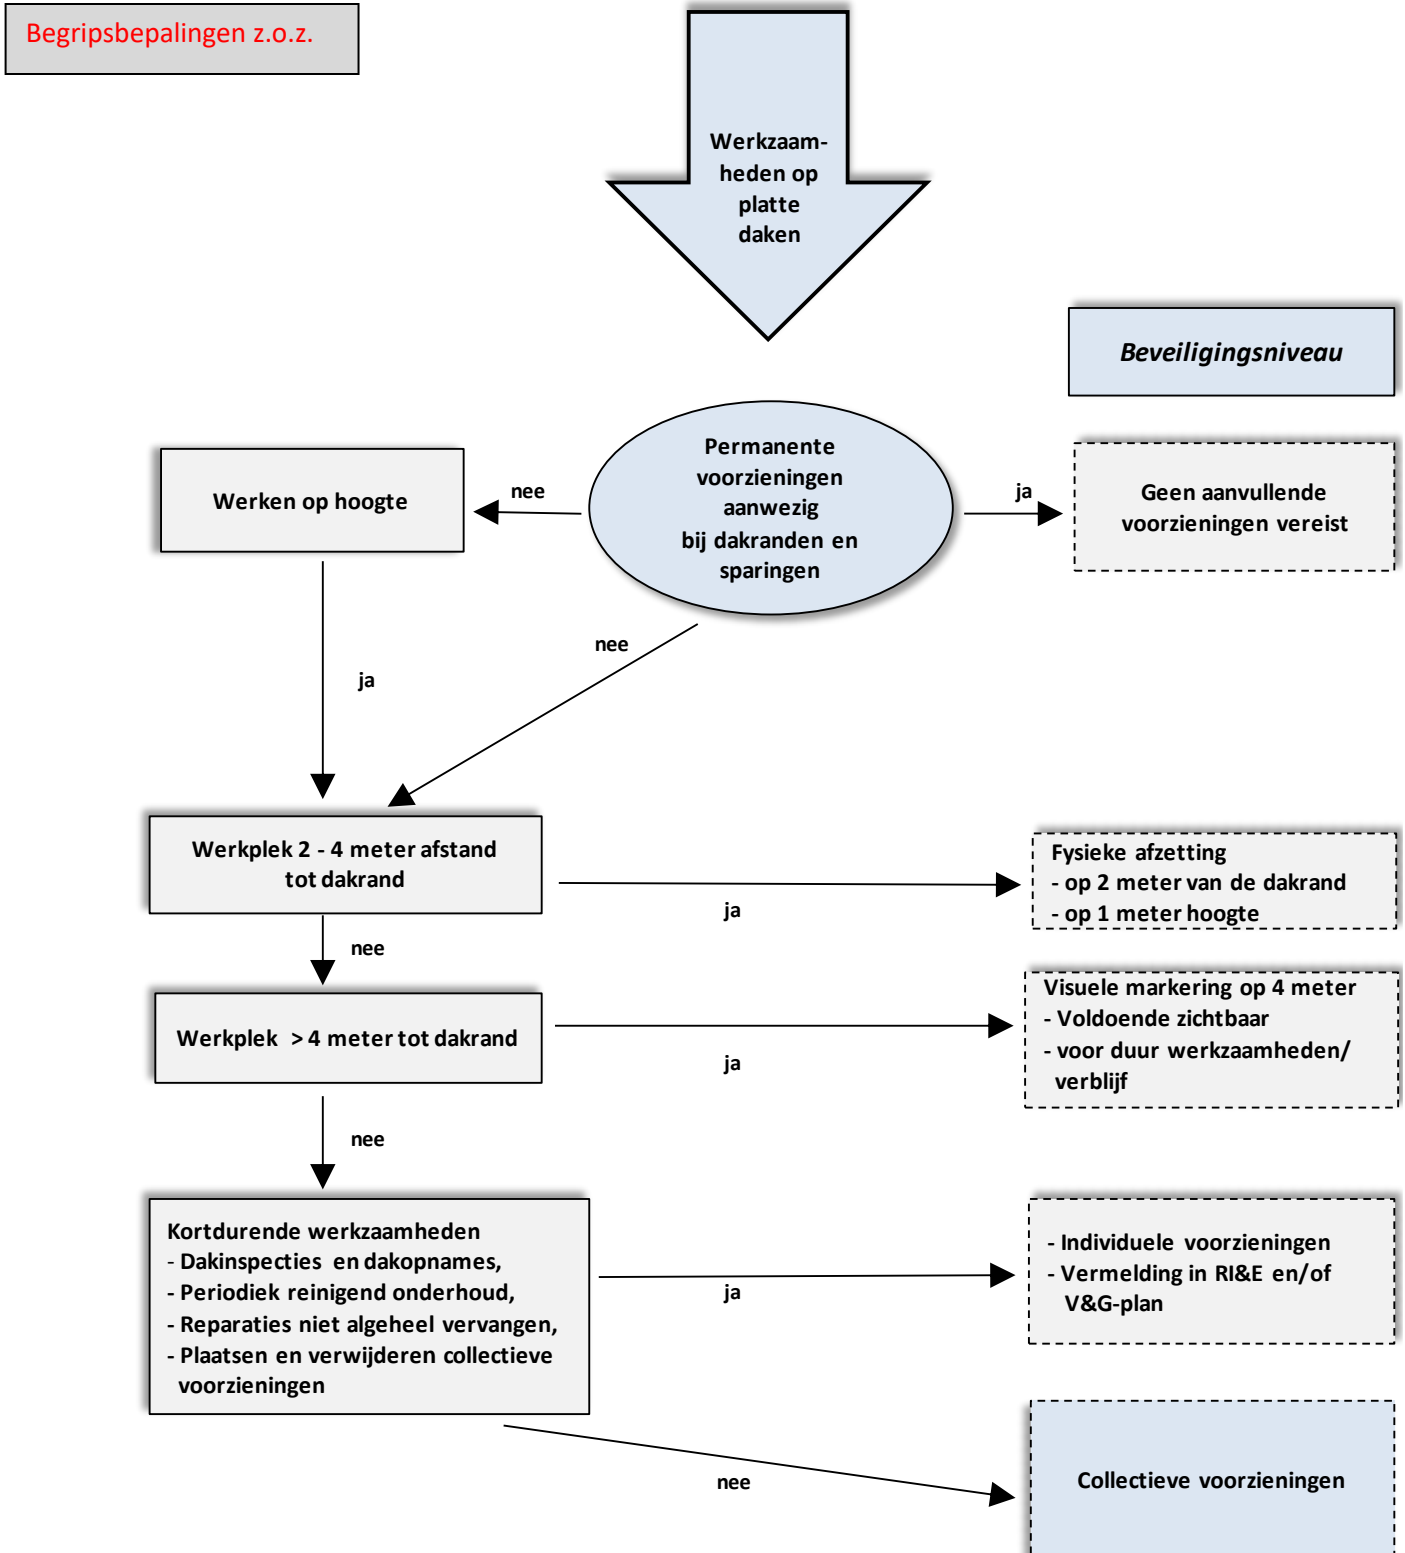 Begripsbepalingen z.o.z.
Werkzaam-
heden op
platte
daken
Beveiligingsniveau
Permanente
voorzieningen
aanwezig
bij dakranden en
sparingen
nee
Werken op hoogte
ja
Geen aanvullende
voorzieningen vereist
nee
ja
Werkplek 2 - 4 meter afstand
tot dakrand
ja
Fysieke afzetting
- op 2 meter van de dakrand
- op 1 meter hoogte
nee
Werkplek > 4 meter tot dakrand
ja
Visuele markering op 4 meter
- Voldoende zichtbaar
- voor duur werkzaamheden/
verblijf
nee
Kortdurende werkzaamheden
- Dakinspecties en dakopnames,
- Periodiek reinigend onderhoud,
- Reparaties niet algeheel vervangen,
- Plaatsen en verwijderen collectieve
voorzieningen
ja
- Individuele voorzieningen
- Vermelding in RI&E en/of
V&G-plan
nee
Collectieve voorzieningen